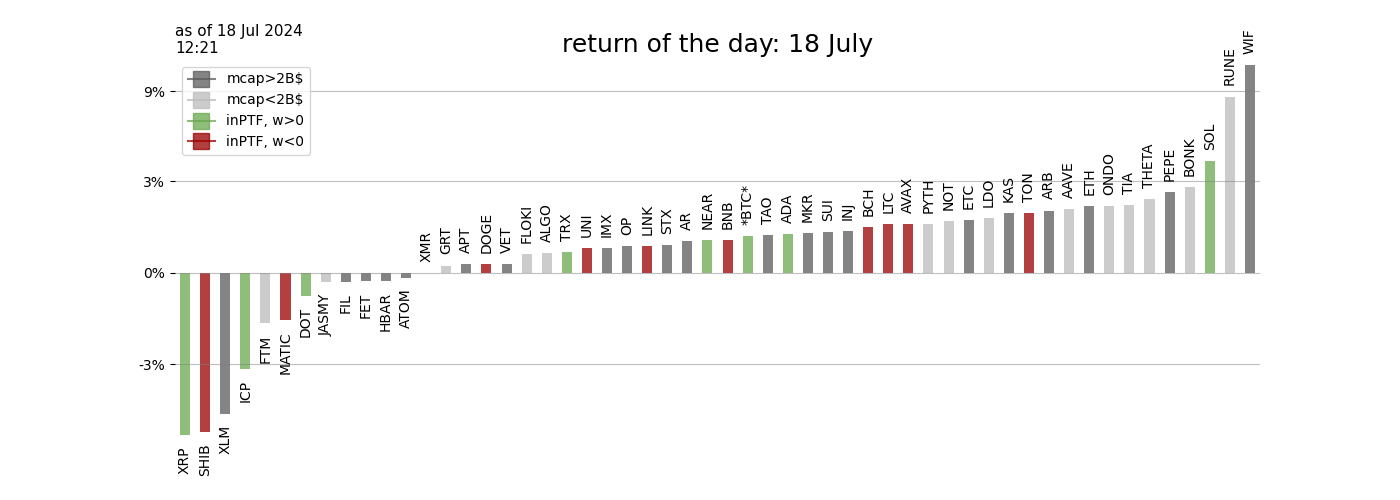 as of 18 Jul 2024
12:21
return of the day: 18 July
mcap>2B$
mcap<2B$
inPTF, w>0
inPTF, w<0
9%
3%
0%
-3%
XRP
SHIB
XLM
ICP
FTM
MATIC
DOT
JASMY
FIL
FET
HBAR
ATOM
XMR
GRT
APT
DOGE
VET
FLOKI
ALGO
TRX
UNI
IMX
OP
LINK
STX
AR
NEAR
BNB
*BTC*
TAO
ADA
MKR
SUI
INJ
BCH
LTC
AVAX
PYTH
NOT
ETC
LDO
KAS
TON
ARB
AAVE
ETH
ONDO
TIA
THETA
PEPE
BONK
SOL
RUNE
WIF